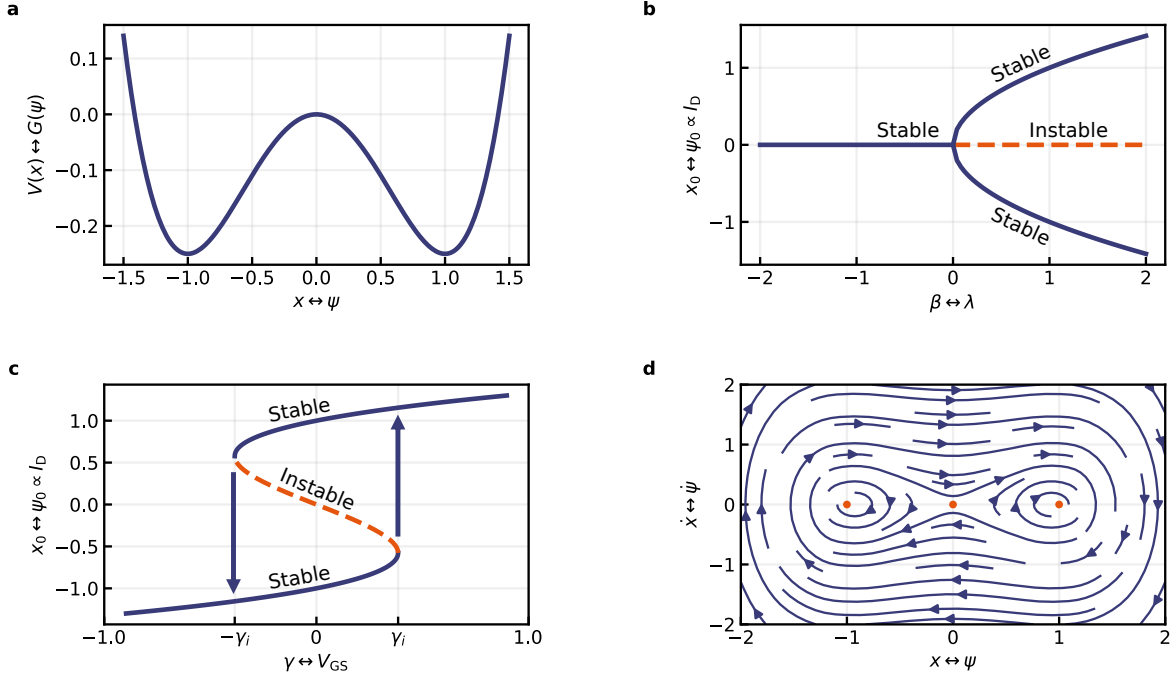 a
V(x) ↔ G(ψ)
0.1
0.0
−0.1
−0.2
−1.5 −1.0 −0.5 0.0 0.5 1.0 1.5
x ↔ ψ
b
x₀ ↔ ψ₀ ∝ I_D
1
0
−1
Stable
Stable
Instable
Stable
−2 −1 0 1 2
β ↔ λ
c
x₀ ↔ ψ₀ ∝ I_D
1.0
0.5
0.0
−0.5
−1.0
Stable
Instable
Stable
−1.0 −γᵢ 0 γᵢ 1.0
γ ↔ V_GS
d
ẋ ↔ ψ̇
2
1
0
−1
−2
−2 −1 0 1 2
x ↔ ψ